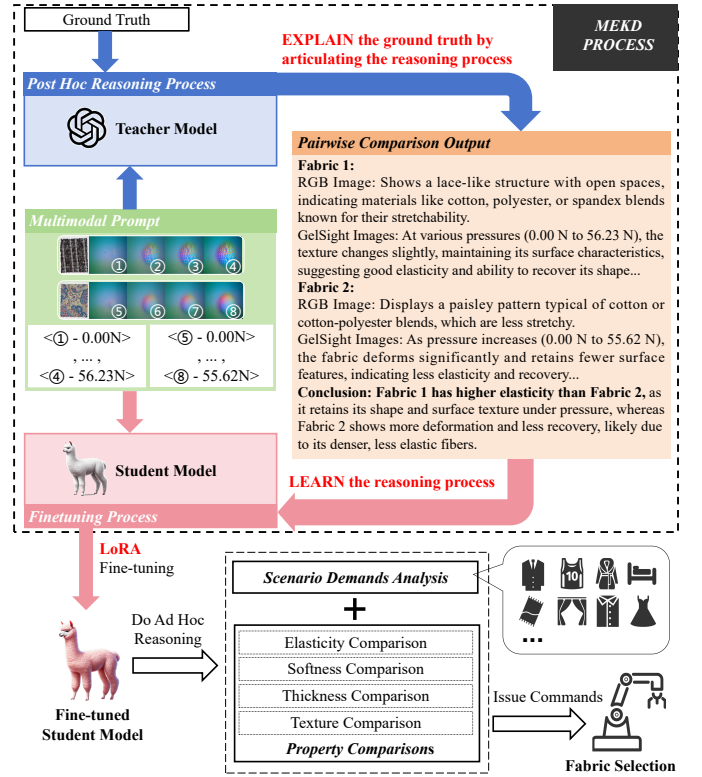 Ground Truth
MEKD
PROCESS
EXPLAIN the ground truth by
articulating the reasoning process
Post Hoc Reasoning Process
Teacher Model
Pairwise Comparison Output
Fabric 1:
RGB Image: Shows a lace-like structure with open spaces,
indicating materials like cotton, polyester, or spandex blends
known for their stretchability.
GelSight Images: At various pressures (0.00 N to 56.23 N), the
texture changes slightly, maintaining its surface characteristics,
suggesting good elasticity and ability to recover its shape...
Fabric 2:
RGB Image: Displays a paisley pattern typical of cotton or
cotton-polyester blends, which are less stretchy.
GelSight Images: As pressure increases (0.00 N to 55.62 N),
the fabric deforms significantly and retains fewer surface
features, indicating less elasticity and recovery...
Conclusion: Fabric 1 has higher elasticity than Fabric 2, as
it retains its shape and surface texture under pressure, whereas
Fabric 2 shows more deformation and less recovery, likely due
to its denser, less elastic fibers.
Multimodal Prompt
① ② ③ ④
⑤ ⑥ ⑦ ⑧
<① - 0.00N>
, ... ,
<④ - 56.23N>
<⑤ - 0.00N>
, ... ,
<⑧ - 55.62N>
Student Model
Finetuning Process
LEARN the reasoning process
LoRA
Fine-tuning
Do Ad Hoc
Reasoning
Fine-tuned
Student Model
Scenario Demands Analysis
+
Elasticity Comparison
Softness Comparison
Thickness Comparison
Texture Comparison
Property Comparisons
10
...
Issue Commands
Fabric Selection